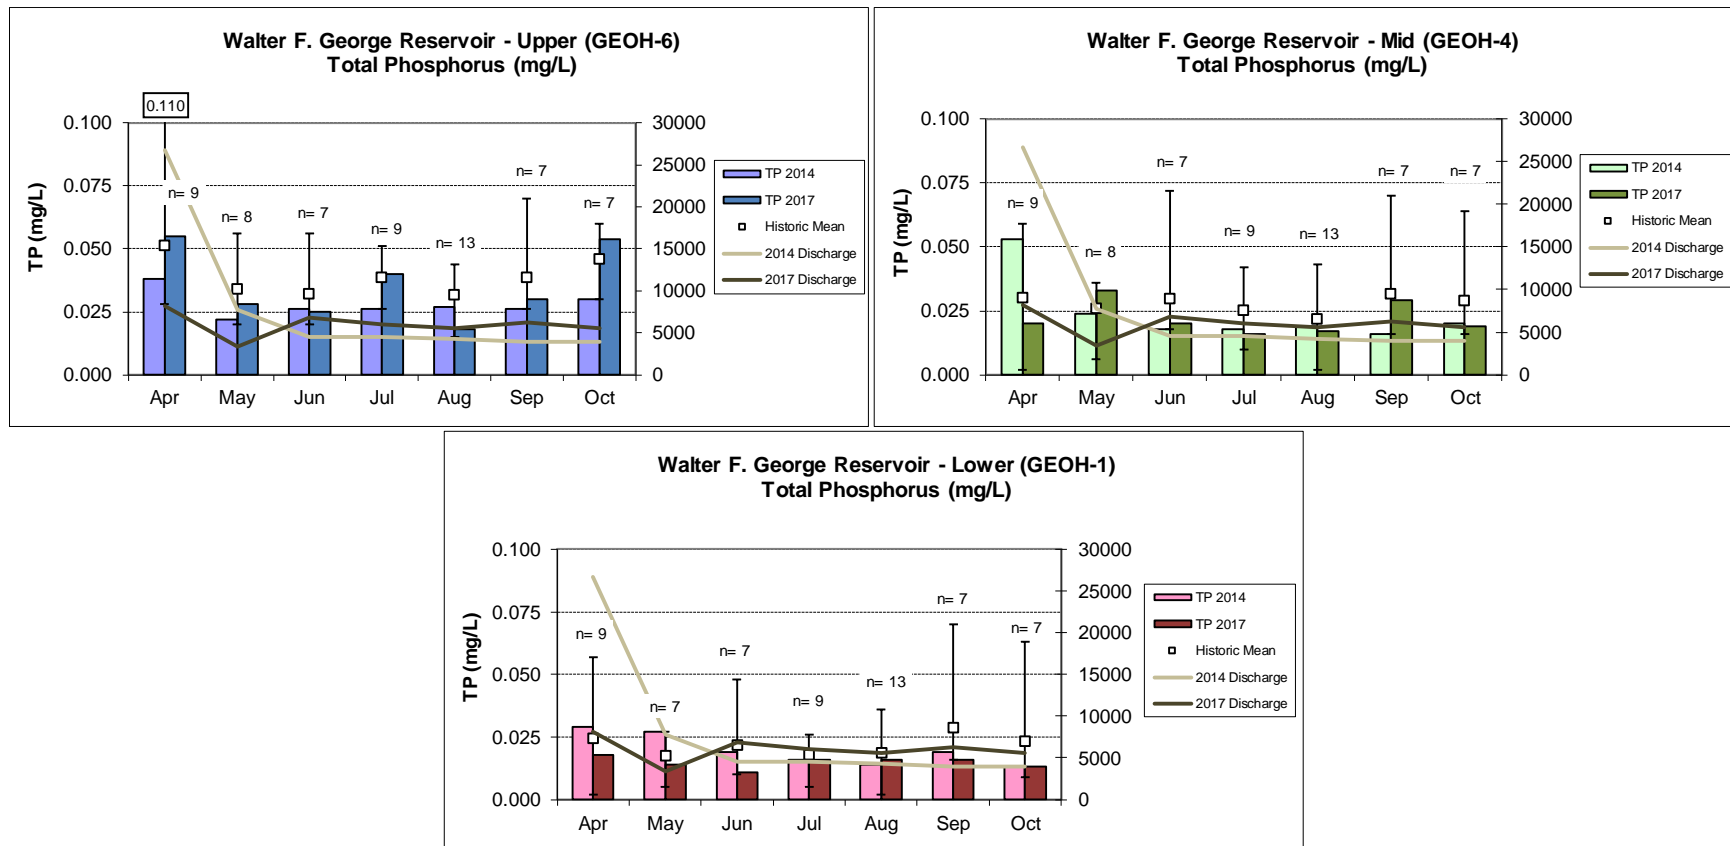 Walter F. George Reservoir - Upper (GEOH-6)
Total Phosphorus (mg/L)
0.110
0.100
0.075
0.050
0.025
0.000
TP (mg/L)
n= 9
n= 8
n= 7
n= 9
n= 13
n= 7
n= 7
30000
25000
20000
15000
10000
5000
0
Apr May Jun Jul Aug Sep Oct
TP 2014
TP 2017
Historic Mean
2014 Discharge
2017 Discharge
Walter F. George Reservoir - Mid (GEOH-4)
Total Phosphorus (mg/L)
0.100
0.075
0.050
0.025
0.000
TP (mg/L)
n= 9
n= 8
n= 7
n= 9
n= 13
n= 7
n= 7
30000
25000
20000
15000
10000
5000
0
Apr May Jun Jul Aug Sep Oct
TP 2014
TP 2017
Historic Mean
2014 Discharge
2017 Discharge
Walter F. George Reservoir - Lower (GEOH-1)
Total Phosphorus (mg/L)
0.100
0.075
0.050
0.025
0.000
TP (mg/L)
n= 9
n= 7
n= 7
n= 9
n= 13
n= 7
n= 7
30000
25000
20000
15000
10000
5000
0
Apr May Jun Jul Aug Sep Oct
TP 2014
TP 2017
Historic Mean
2014 Discharge
2017 Discharge